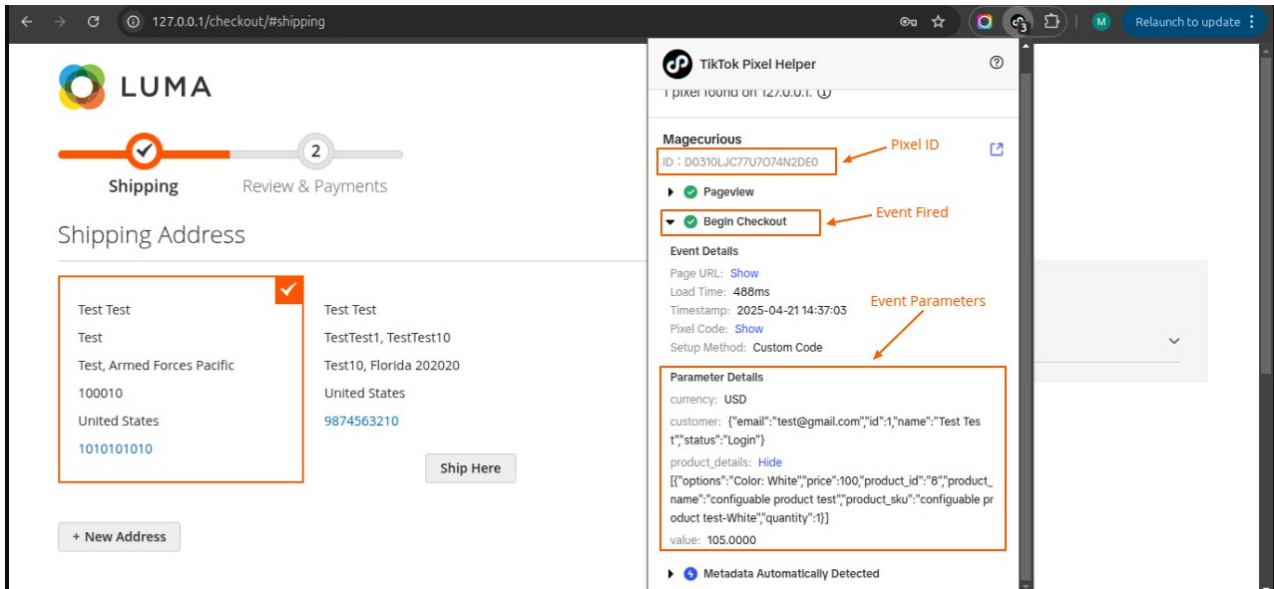 127.0.0.1/checkout/#shipping
3
M
Relaunch to update
LUMA
2
Shipping
Review & Payments
Shipping Address
Test Test
Test
Test, Armed Forces Pacific
100010
United States
1010101010
Test Test
TestTest1, TestTest10
Test10, Florida 202020
United States
9874563210
Ship Here
+ New Address
TikTok Pixel Helper
1 pixel found on 127.0.0.1.
Magecurious
ID : D0310LJC77U7O74N2DE0
Pixel ID
Pageview
Begin Checkout
Event Fired
Event Details
Page URL: Show
Load Time: 488ms
Timestamp: 2025-04-21 14:37:03
Event Parameters
Pixel Code: Show
Setup Method: Custom Code
Parameter Details
currency: USD
customer: {"email":"test@gmail.com","id":1,"name":"Test Tes
t","status":"Login"}
product_details: Hide
[{"options":"Color: White","price":100,"product_id":"8","product_
name":"configuable product test","product_sku":"configuable pr
oduct test-White","quantity":1}]
value: 105.0000
Metadata Automatically Detected